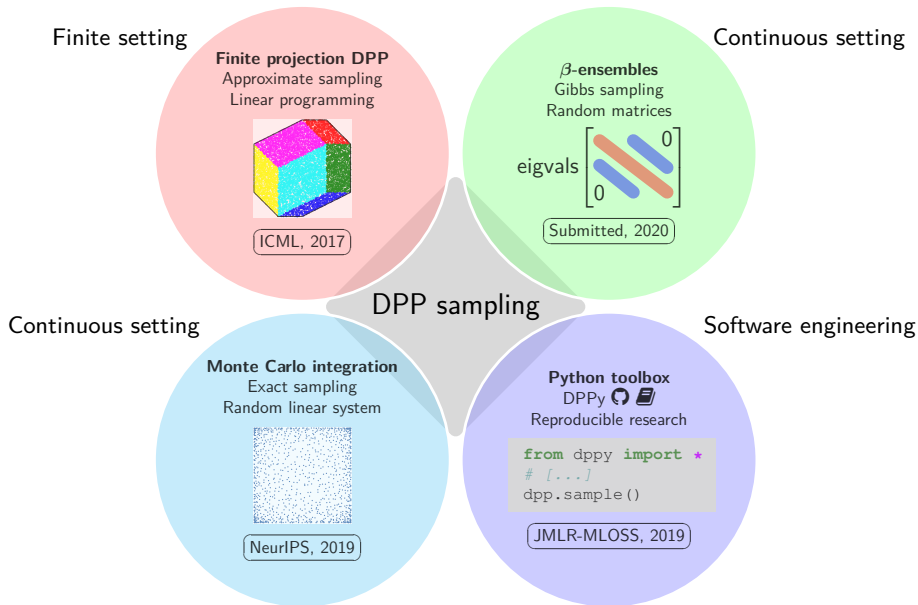 Finite setting
Finite projection DPP
Approximate sampling
Linear programming
ICML, 2017
Continuous setting
β-ensembles
Gibbs sampling
Random matrices
eigvals
0
0
Submitted, 2020
DPP sampling
Continuous setting
Monte Carlo integration
Exact sampling
Random linear system
NeurIPS, 2019
Software engineering
Python toolbox
DPPy
Reproducible research
from dppy import *
# [...]
dpp.sample()
JMLR-MLOSS, 2019